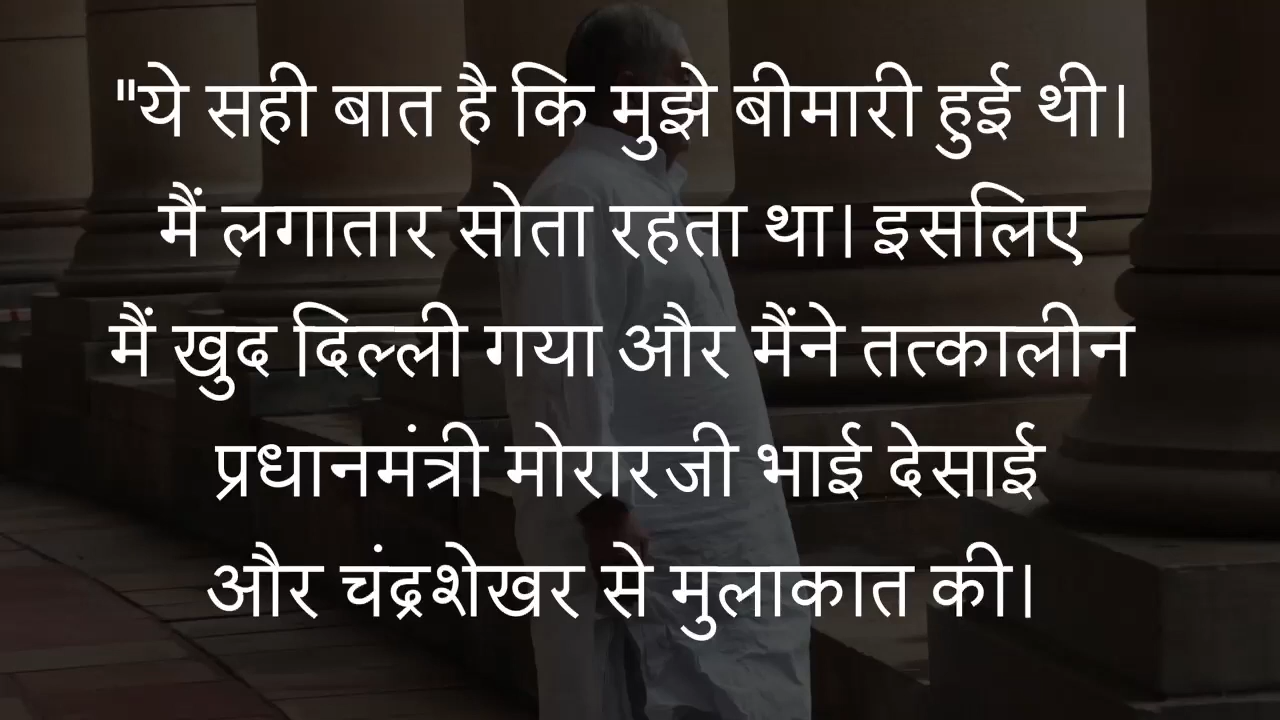 "ये सही बात है कि मुझे बीमारी हुई थी।
मैं लगातार सोता रहता था। इसलिए
मैं खुद दिल्ली गया और मैंने तत्कालीन
प्रधानमंत्री मोरारजी भाई देसाई
और चंद्रशेखर से मुलाकात की।